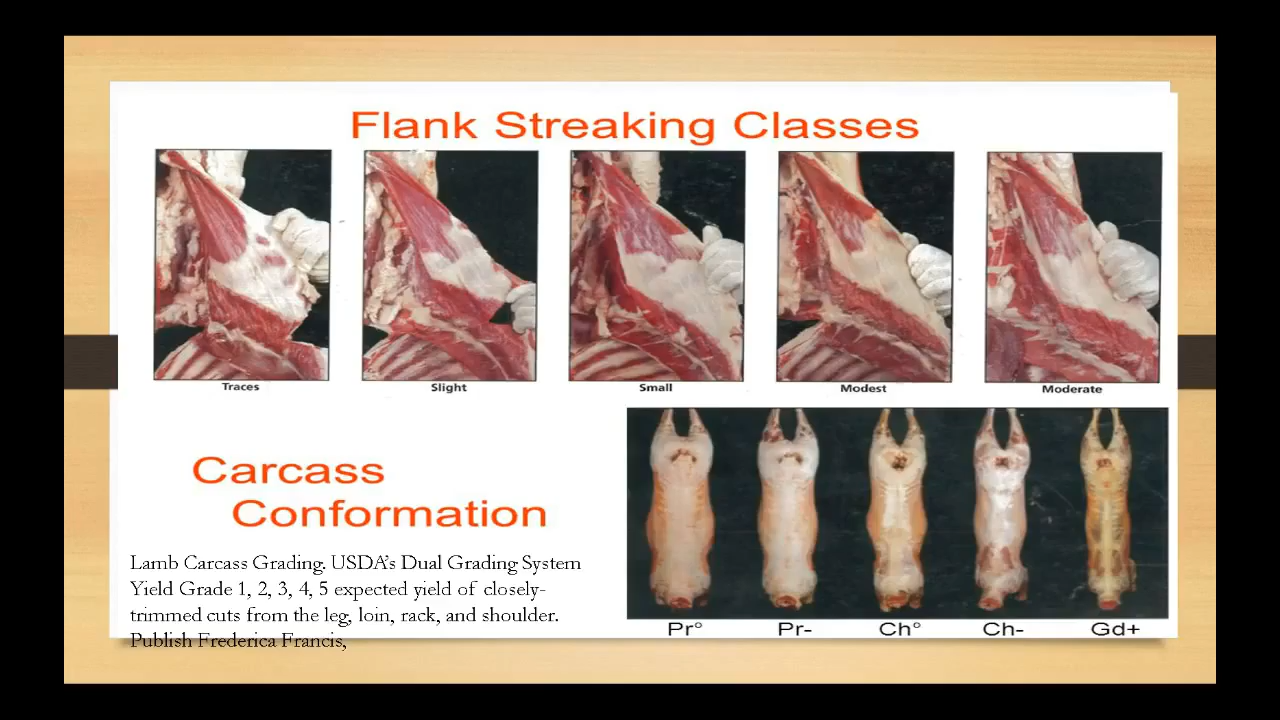 Flank Streaking Classes
Traces
Slight
Small
Modest
Moderate
Carcass
Conformation
Lamb Carcass Grading. USDA's Dual Grading System
Yield Grade 1, 2, 3, 4, 5 expected yield of closely-
trimmed cuts from the leg, loin, rack, and shoulder.
Publish Frederica Francis,
Pr°
Pr-
Ch°
Ch-
Gd+